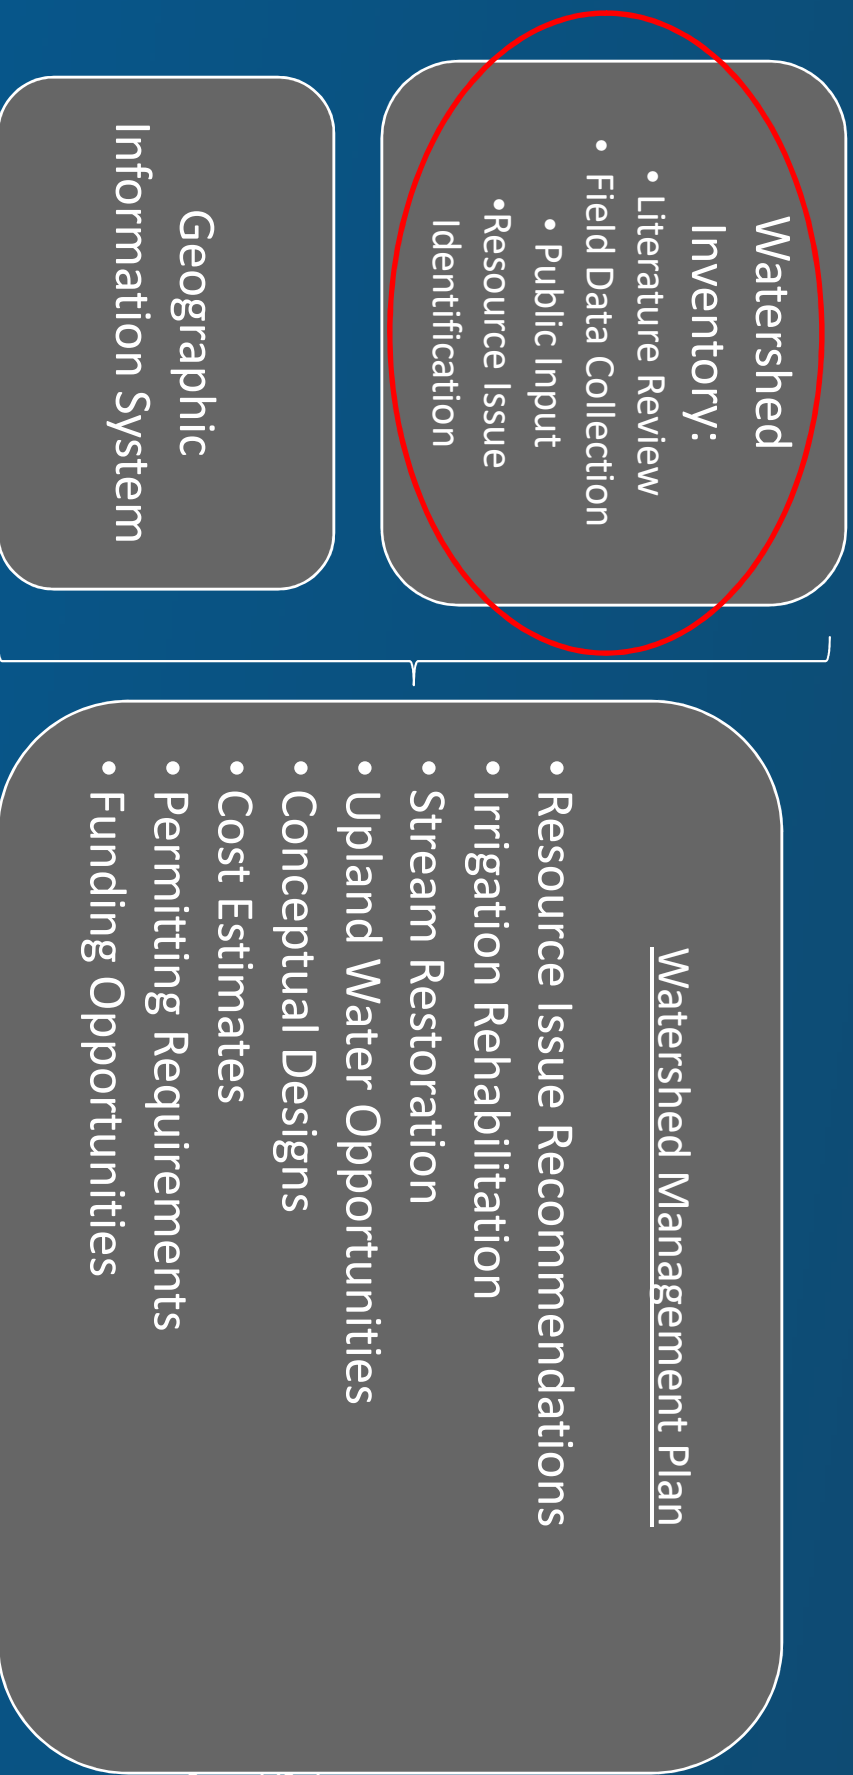 Watershed
Inventory:
• Literature Review
• Field Data Collection
• Public Input
•Resource Issue
Identification
Geographic
Information System
Watershed Management Plan
• Resource Issue Recommendations
• Irrigation Rehabilitation
• Stream Restoration
• Upland Water Opportunities
• Conceptual Designs
• Cost Estimates
• Permitting Requirements
• Funding Opportunities